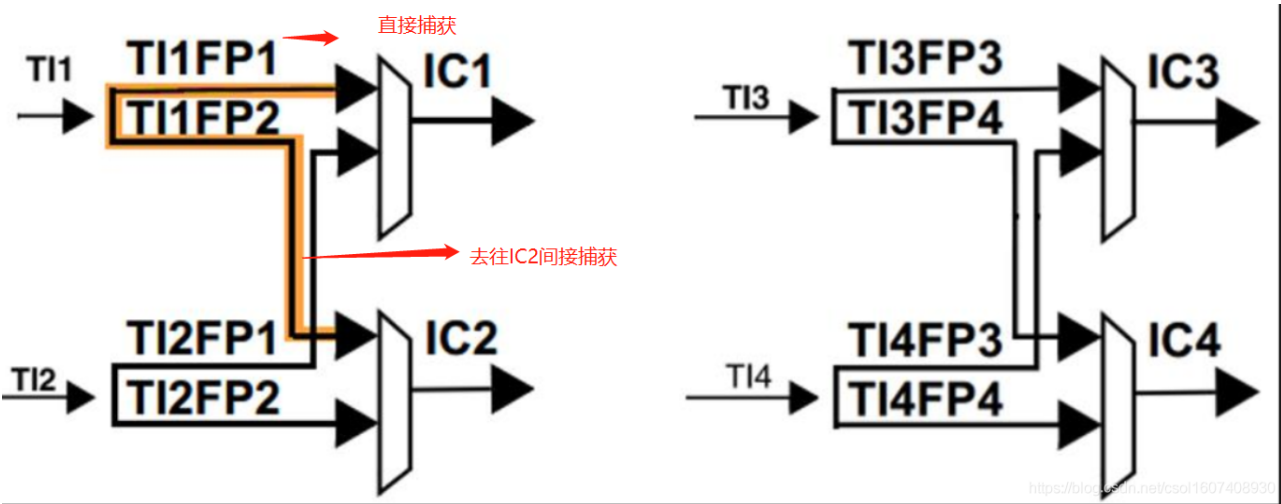 直接捕获
TI1
TI1FP1
IC1
TI1FP2
去往IC2间接捕获
TI2
TI2FP1
IC2
TI2FP2
TI3
TI3FP3
IC3
TI3FP4
TI4
TI4FP3
IC4
TI4FP4
https://blog.csdn.net/csol1607408930